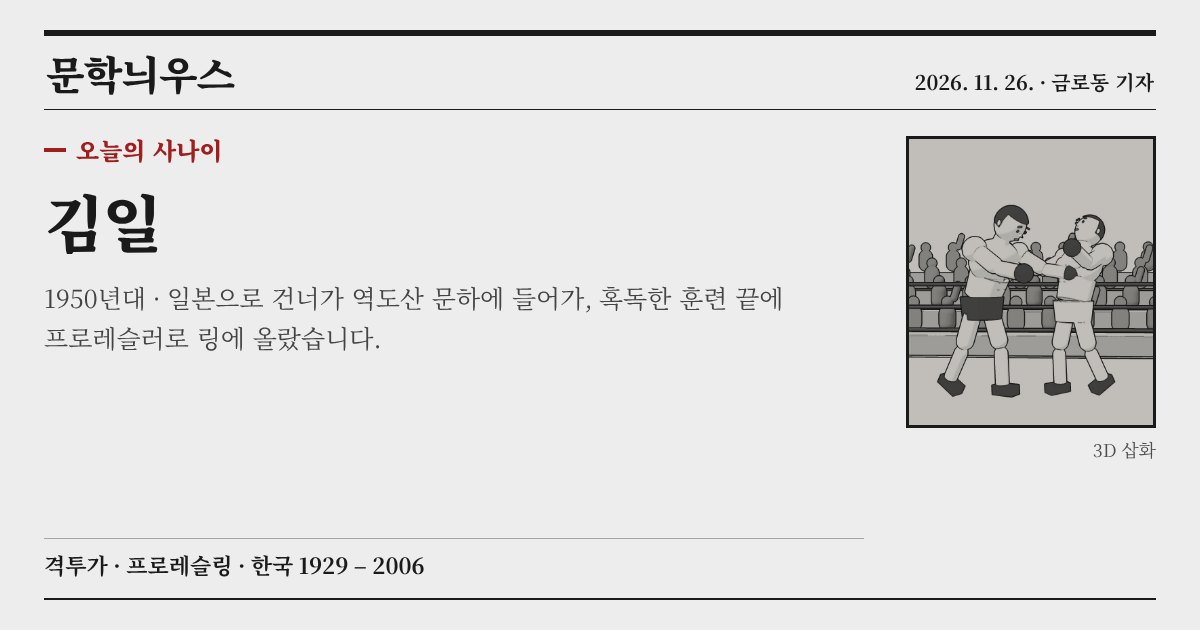 문학늬우스
2026. 11. 26. · 금로동 기자
오늘의 사나이
김일
1950년대 · 일본으로 건너가 역도산 문하에 들어가, 혹독한 훈련 끝에
프로레슬러로 링에 올랐습니다.
3D 삽화
격투가 · 프로레슬링 · 한국 1929 – 2006